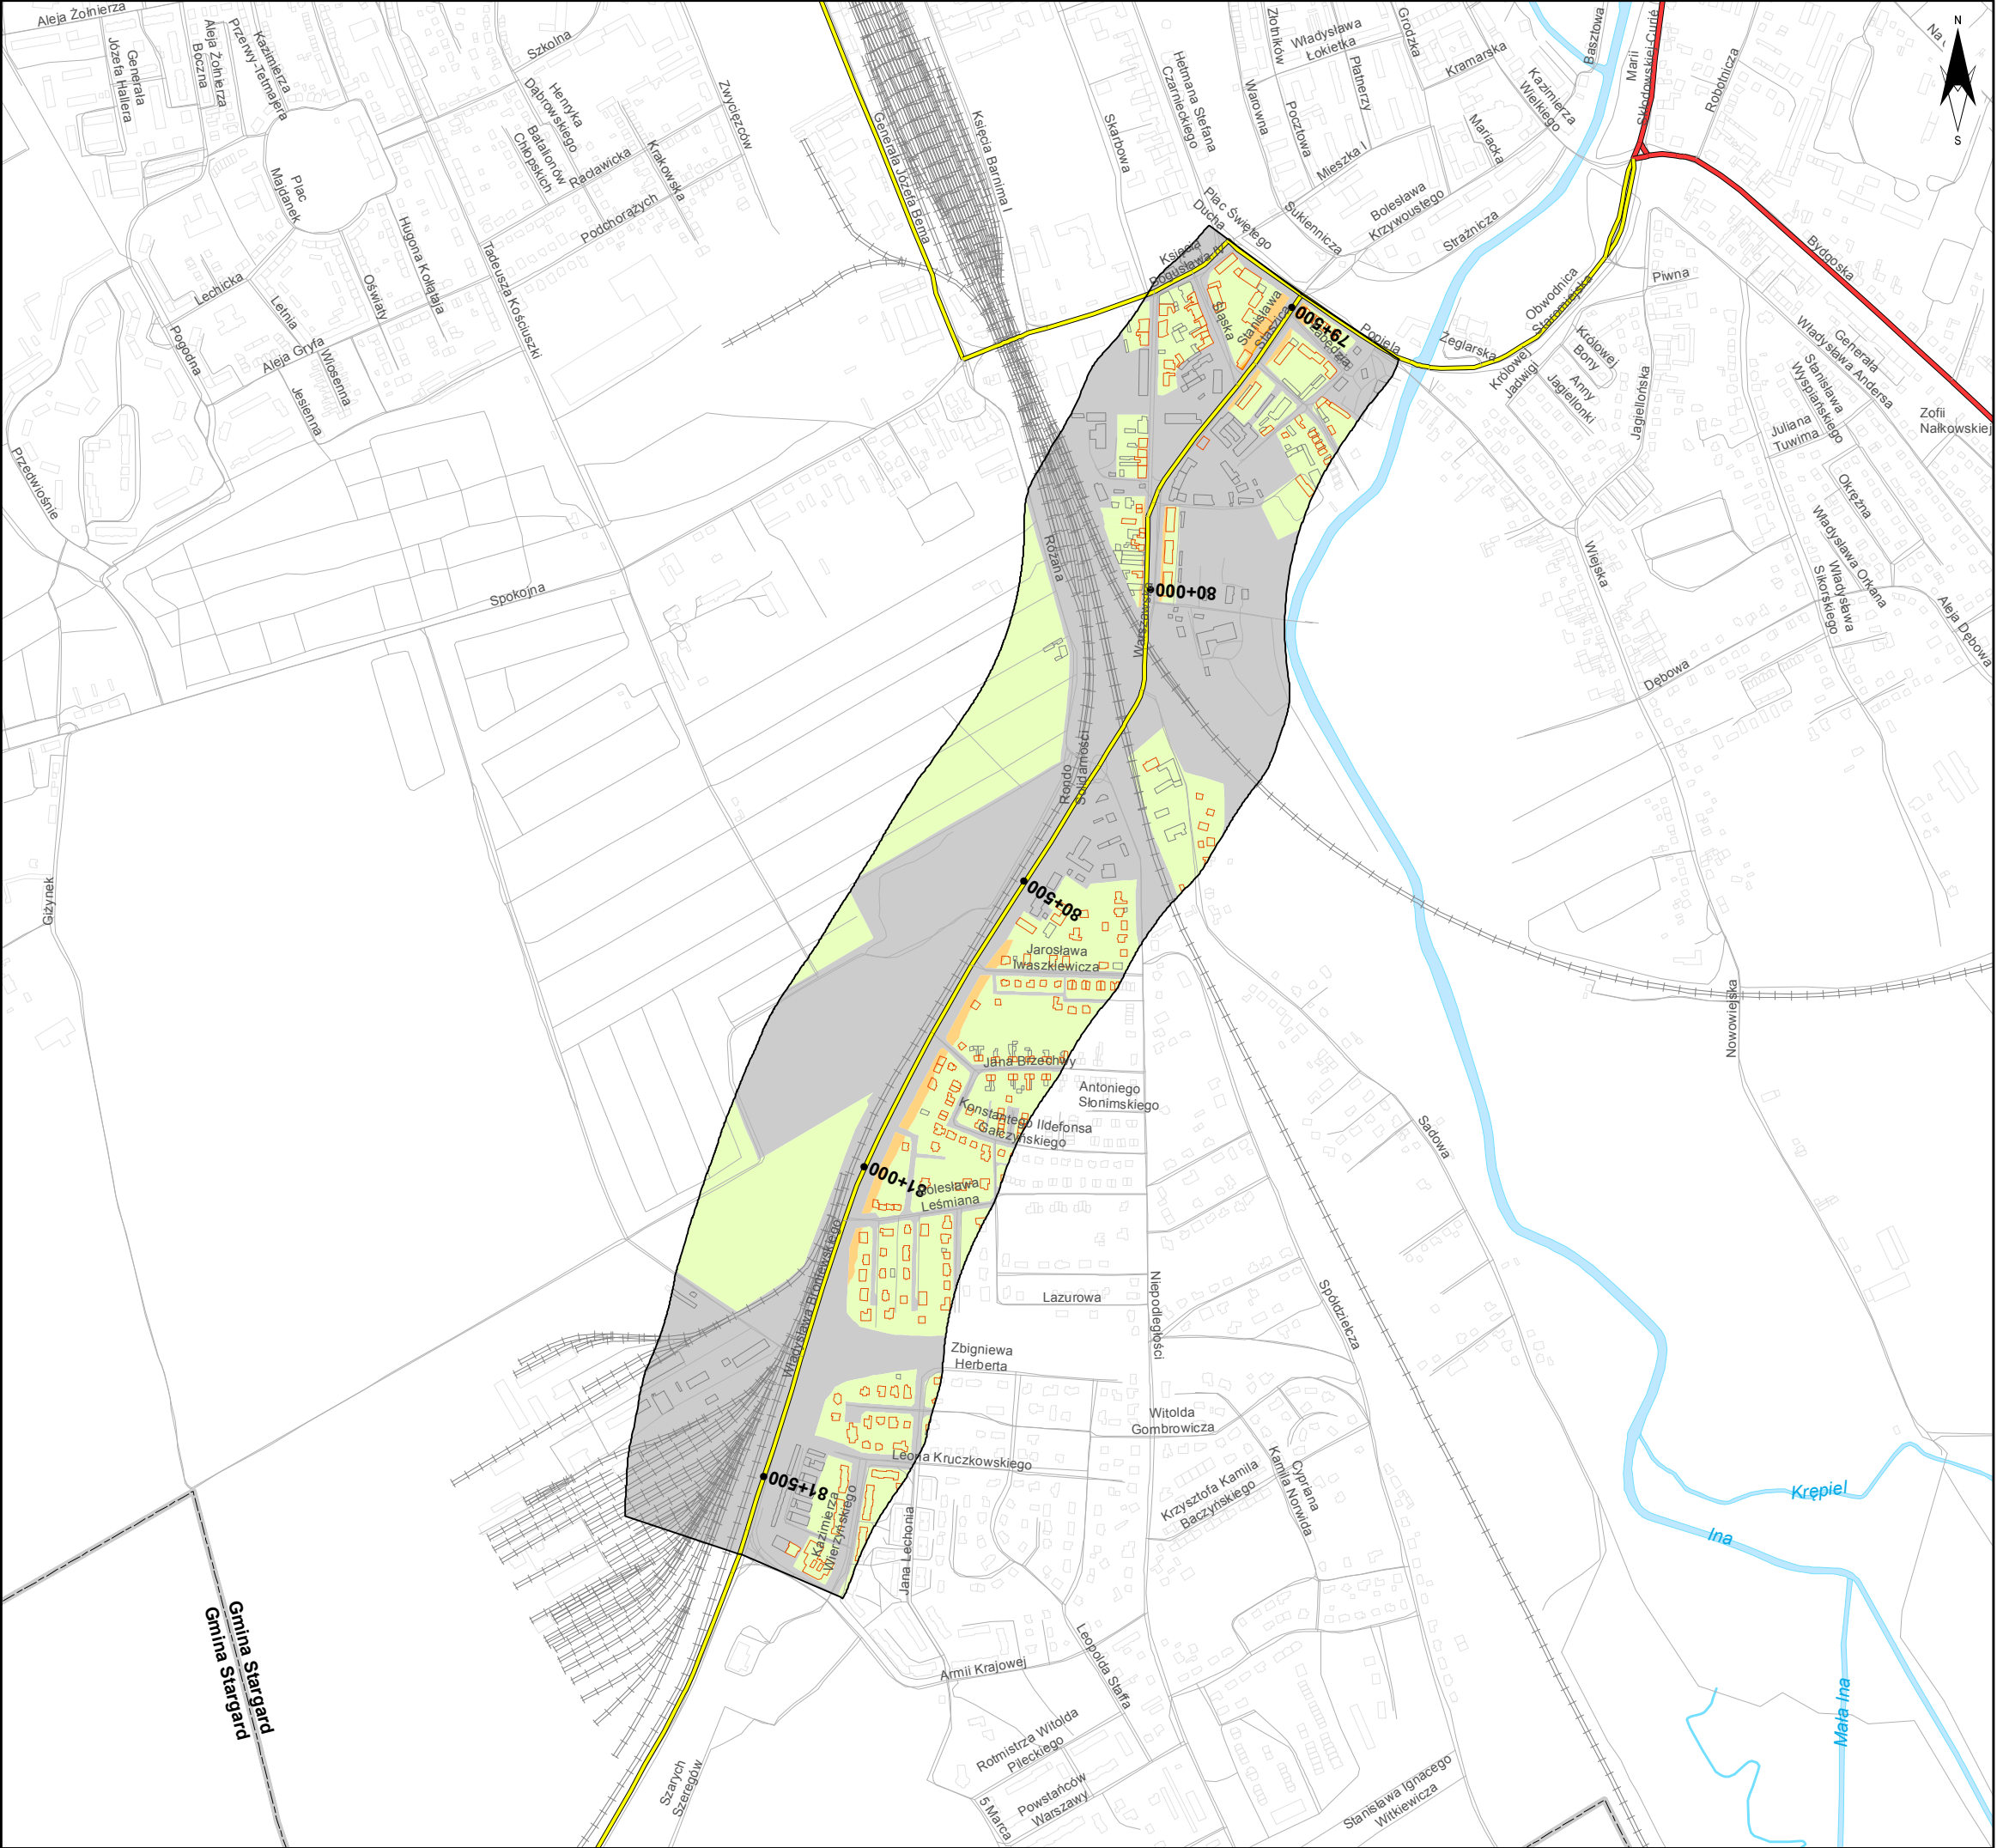 Aleja Żołnierza
Generała
Józefa Hallera
Aleja Żołnierza
Boczna
Kazimierza
Przerwy-Tetmajera
Szkolna
Henryka
Dąbrowskiego
Batalionów
Chłopskich
Racławicka
Krakowska
Podchorążych
Zwycięzców
Generała Józefa Bema
Księcia Barnima I
Skarbowa
Hetmana Stefana
Czarnieckiego
Złotników
Władysława
Łokietka
Warowna
Pocztowa
Płatnerzy
Grodzka
Kramarska
Mieszka I
Mariacka
Kazimierza
Wielkiego
Basztowa
Marii
Skłodowskiej-Curie
Robotnicza
N
S
Plac
Majdanek
Hugona Kołłątaja
Tadeusza Kościuszki
Lechicka
Letnia
Oświaty
Pogodna
Aleja Gryfa
Wiosenna
Jesienna
Przedwiośnie
Plac Świętego
Ducha
Sukiennicza
Bolesława
Krzywoustego
Strażnicza
Księcia
Bogusława IV
Śląska
Stanisława
Staszica
79+500
Łabędzia
Popiela
Żeglarska
Obwodnica
Staromiejska
Piwna
Bydgoska
Królowej
Jadwigi
Królowej
Bony
Anny
Jagiellonki
Jagiellońska
Generała
Władysława Andersa
Stanisława
Wyspiańskiego
Juliana
Tuwima
Zofii
Nałkowskiej
Okrężna
Władysława Orkana
Władysława
Sikorskiego
Aleja Dębowa
Dębowa
Wiejska
Różana
Spokojna
80+000
Warszawska
Rondo
Solidarności
Giżynek
80+500
Jarosława
Iwaszkiewicza
Jana Brzechwy
Antoniego
Słonimskiego
Konstantego Ildefonsa
Gałczyńskiego
81+000
Bolesława
Leśmiana
Władysława Broniewskiego
Nowowiejska
Sadowa
Lazurowa
Niepodległości
Spółdzielcza
Zbigniewa
Herberta
Witolda
Gombrowicza
Leona Kruczkowskiego
81+500
Kazimierza
Wierzyńskiego
Jana Lechonia
Krzysztofa Kamila
Baczyńskiego
Cypriana
Kamila Norwida
Krępiel
Ina
Mała Ina
Gmina Stargard
Gmina Stargard
Armii Krajowej
Leopolda Staffa
Szarych
Szeregów
Rotmistrza Witolda
Pileckiego
Powstańców
Warszawy
5 Marca
Stanisława Ignacego
Witkiewicza